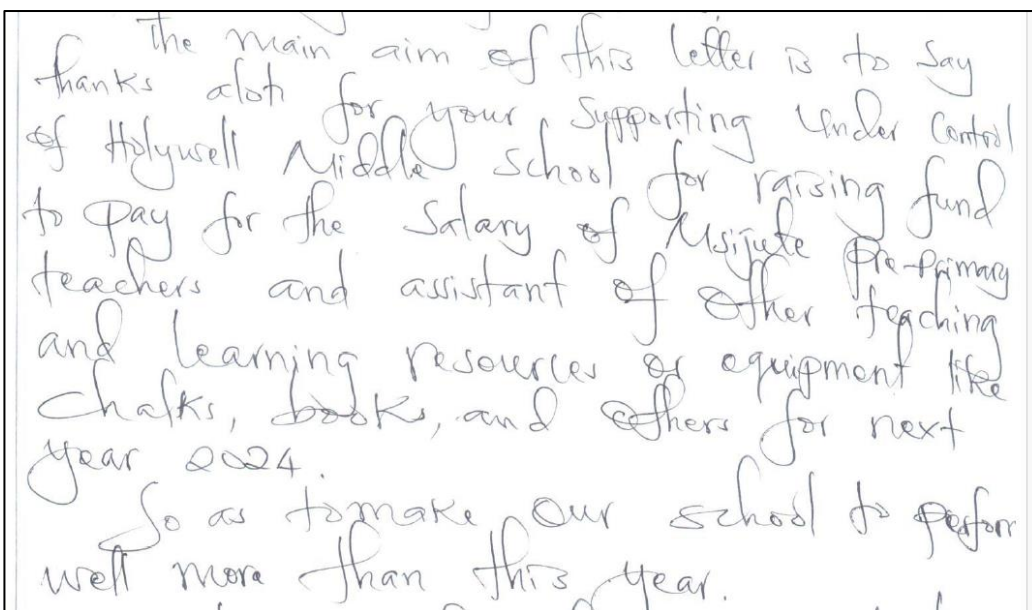 The main aim of this letter is to Say
thanks alot for your Supporting Under Control
of Holywell Middle School for raising fund
to pay for the Salary of Usijute Pre-Primary
teachers and assistant of other teaching
and learning resources or equipment like
Chalks, books, and others for next
year 2024.
So as tomake our school to perform
well more than this year.